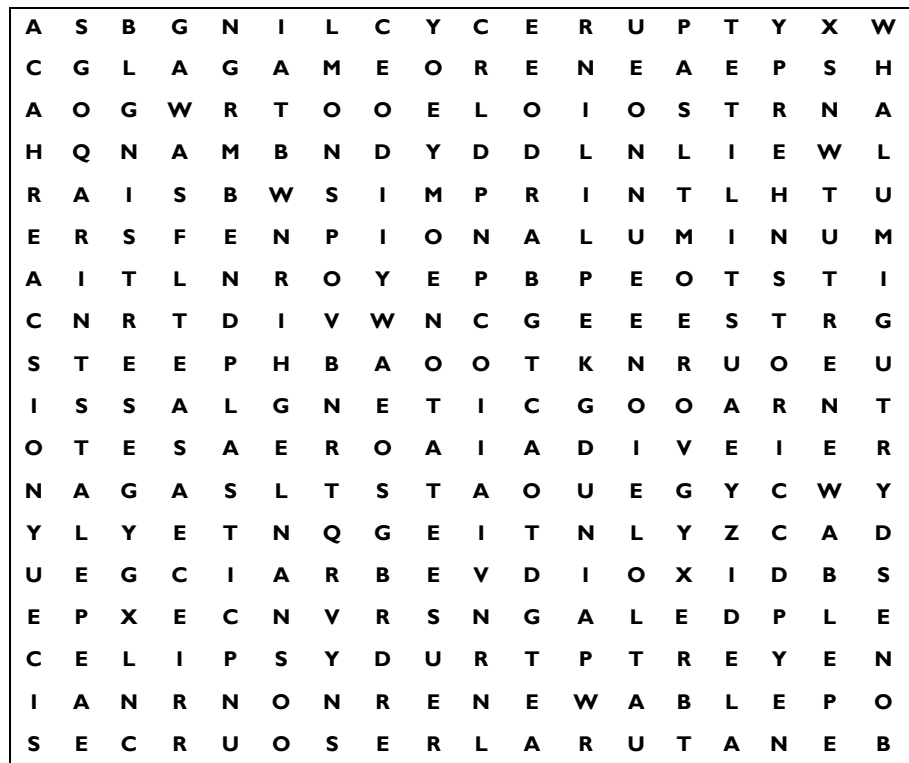 A S B G N I L C Y C E R U P T Y X W
C G L A G A M E O R E N E A E P S H
A O G W R T O O E L O I O S T R N A
H Q N A M B N D Y D D L N L I E W L
R A I S B W S I M P R I N T L H T U
E R S F E N P I O N A L U M I N U M
A I T L N R O Y E P B P E O T S T I
C N R T D I V W N C G E E E S T R G
S T E E P H B A O O T K N R U O E U
I S S A L G N E T I C G O O A R N T
O T E S A E R O A I A D I V E I E R
N A G A S L T S T A O U E G Y C W Y
Y L Y E T N Q G E I T N L Y Z C A D
U E G C I A R B E V D I O X I D B S
E P X E C N V R S N G A L E D P L E
C E L I P S Y D U R T P T R E Y E N
I A N R N O N R E N E W A B L E P O
S E C R U O S E R L A R U T A N E B